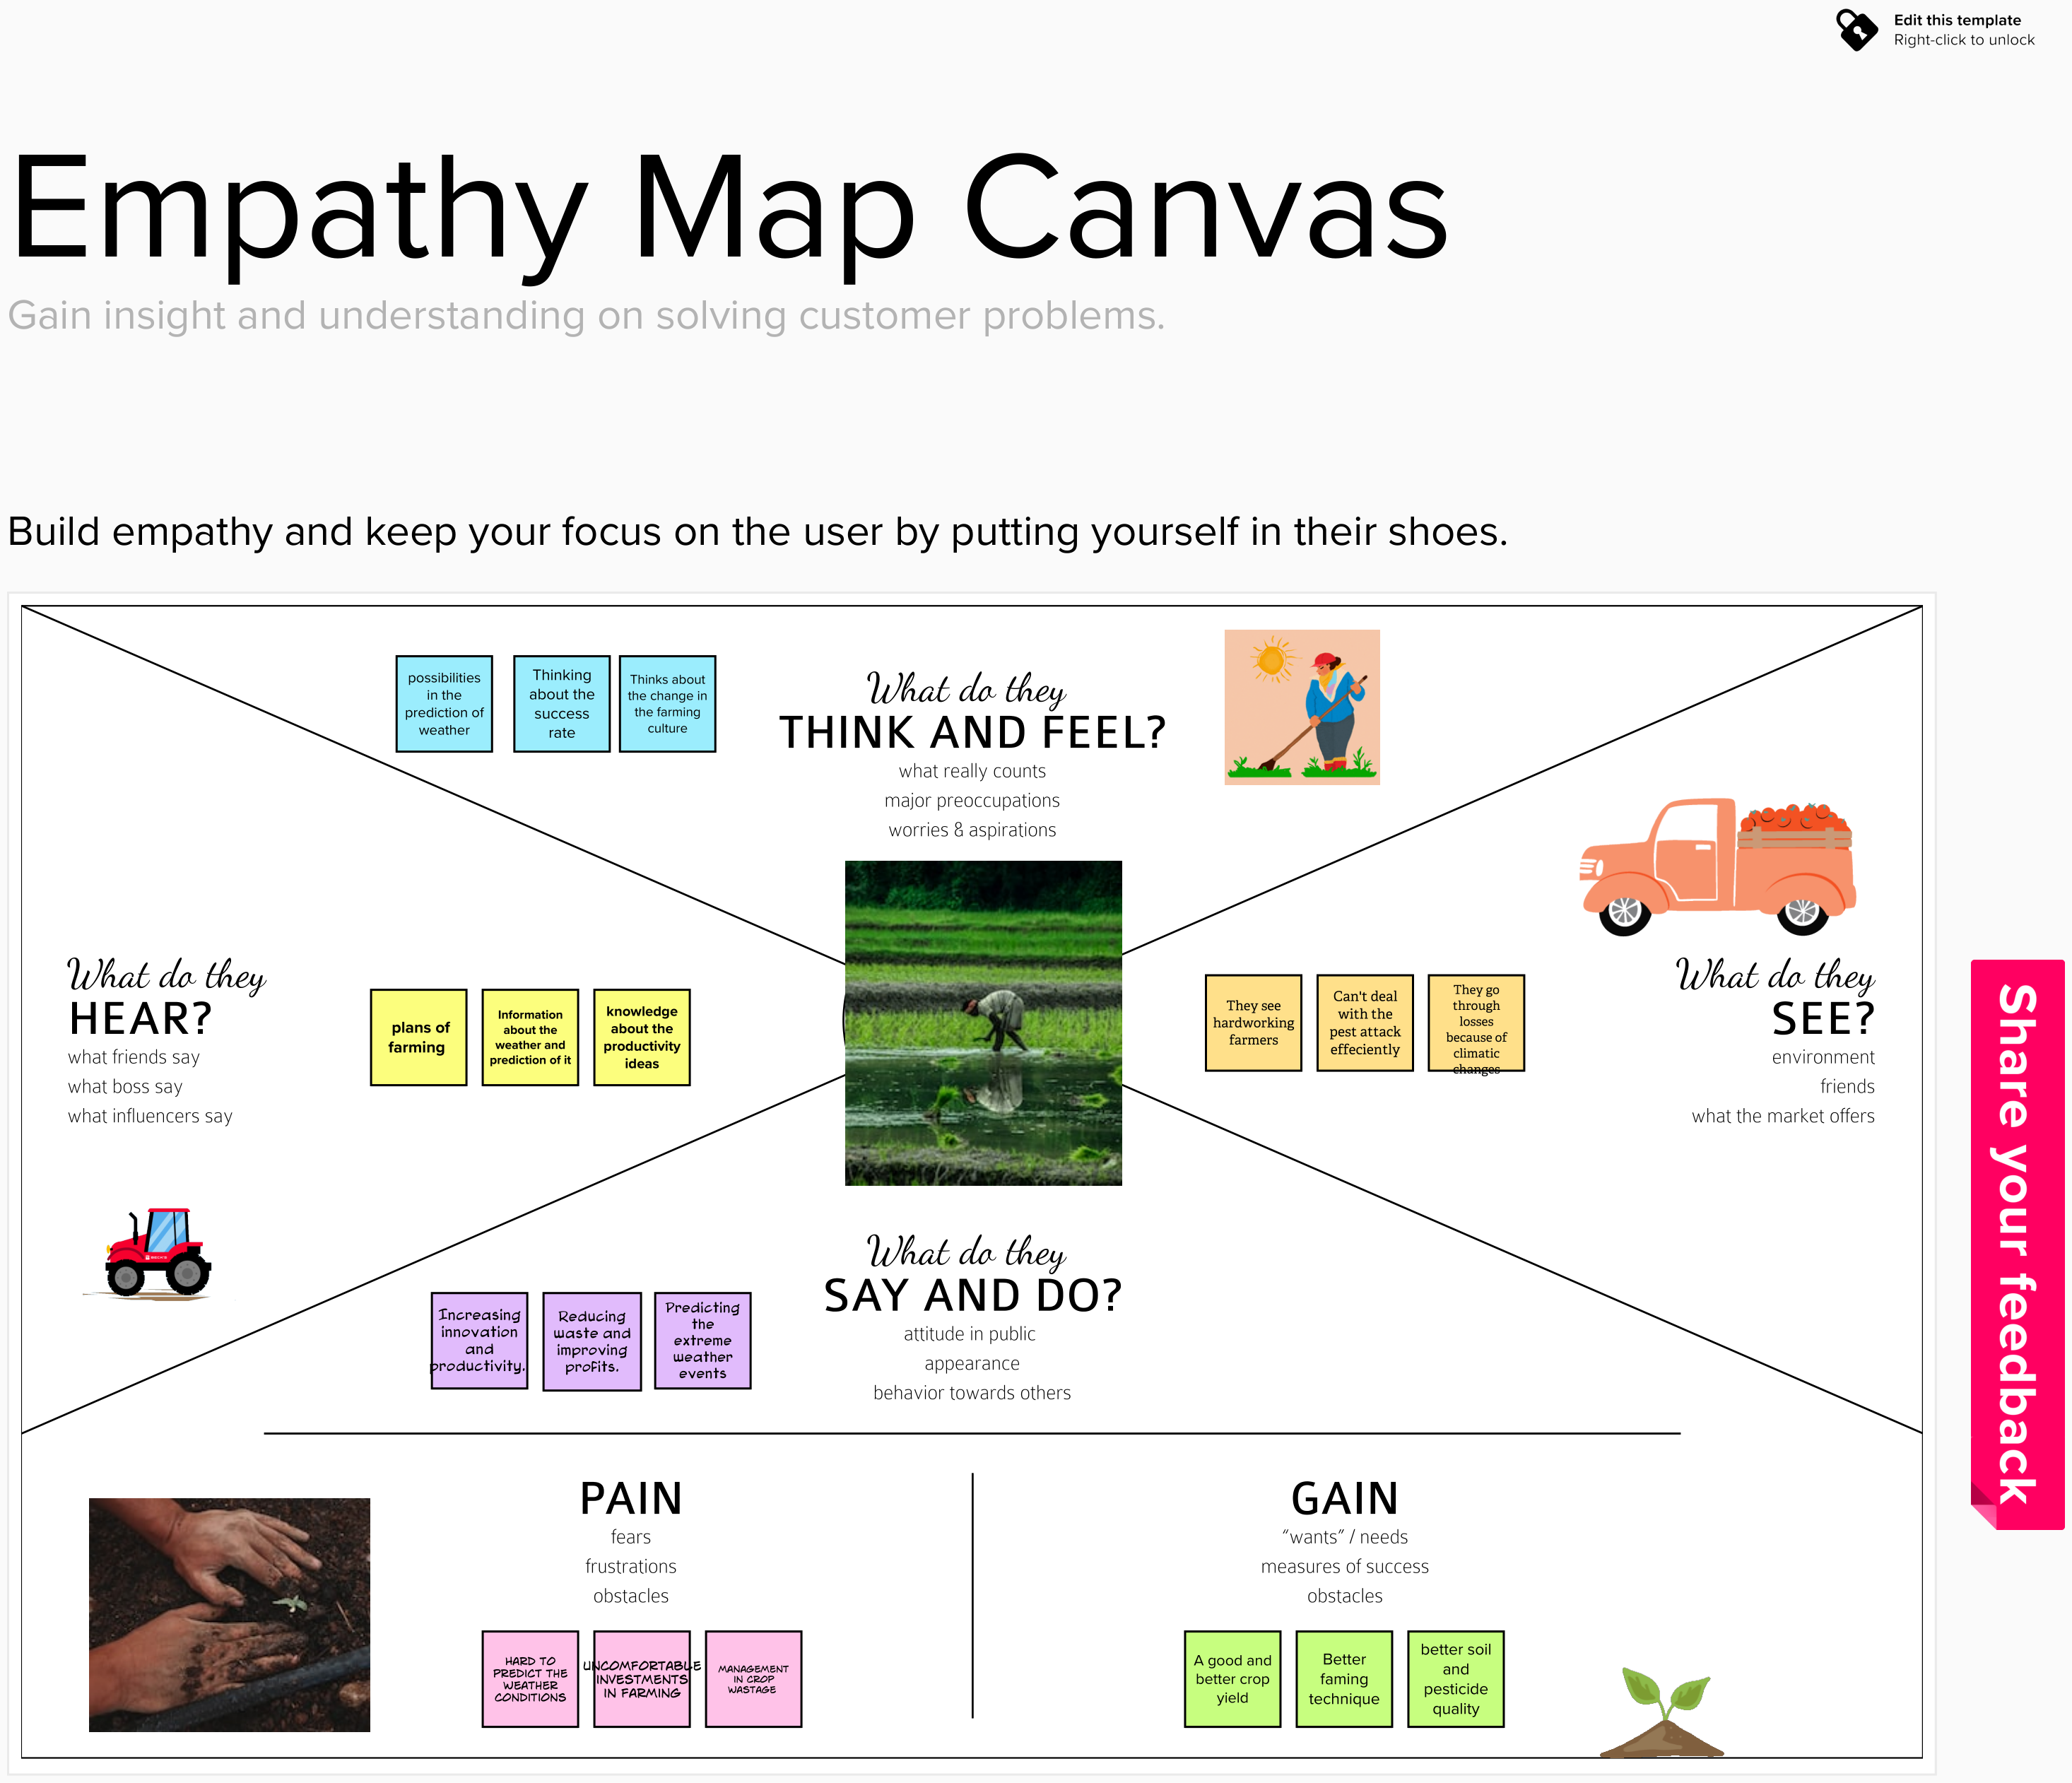 Edit this template
Right-click to unlock
Empathy Map Canvas
Gain insight and understanding on solving customer problems.
Build empathy and keep your focus on the user by putting yourself in their shoes.
possibilities
in the
prediction of
weather
Thinking
about the
success
rate
Thinks about
the change in
the farming
culture
What do they
THINK AND FEEL?
what really counts
major preoccupations
worries & aspirations
What do they
HEAR?
what friends say
what boss say
what influencers say
plans of
farming
Information
about the
weather and
prediction of it
knowledge
about the
productivity
ideas
They see
hardworking
farmers
Can't deal
with the
pest attack
effeciently
They go
through
losses
because of
climatic
changes
What do they
SEE?
environment
friends
what the market offers
Share your feedback
Increasing
innovation
and
productivity.
Reducing
waste and
improving
profits.
Predicting
the
extreme
weather
events
What do they
SAY AND DO?
attitude in public
appearance
behavior towards others
PAIN
fears
frustrations
obstacles
HARD TO
PREDICT THE
WEATHER
CONDITIONS
UNCOMFORTABLE
INVESTMENTS
IN FARMING
MANAGEMENT
IN CROP
WASTAGE
GAIN
“wants” / needs
measures of success
obstacles
A good and
better crop
yield
Better
faming
technique
better soil
and
pesticide
quality